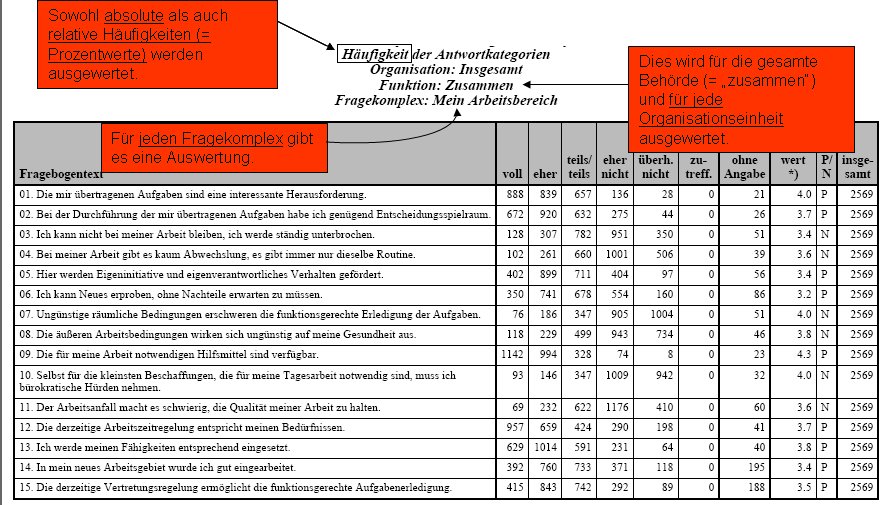 Sowohl absolute als auch
relative Häufigkeiten (=
Prozentwerte) werden
ausgewertet.
Häufigkeit der Antwortkategorien
Organisation: Insgesamt
Funktion: Zusammen
Fragekomplex: Mein Arbeitsbereich
Dies wird für die gesamte
Behörde (= „zusammen")
und für jede
Organisationseinheit
ausgewertet.
Für jeden Fragekomplex gibt
es eine Auswertung.
teils/ eher überh. zu- ohne wert P/ insge-
Fragebogentext voll eher teils nicht nicht treff. Angabe *) N samt
01. Die mir übertragenen Aufgaben sind eine interessante Herausforderung. 888 839 657 136 28 0 21 4.0 P 2569
02. Bei der Durchführung der mir übertragenen Aufgaben habe ich genügend Entscheidungsspielraum. 672 920 632 275 44 0 26 3.7 P 2569
03. Ich kann nicht bei meiner Arbeit bleiben, ich werde ständig unterbrochen. 128 307 782 951 350 0 51 3.4 N 2569
04. Bei meiner Arbeit gibt es kaum Abwechslung, es gibt immer nur dieselbe Routine. 102 261 660 1001 506 0 39 3.6 N 2569
05. Hier werden Eigeninitiative und eigenverantwortliches Verhalten gefördert. 402 899 711 404 97 0 56 3.4 P 2569
06. Ich kann Neues erproben, ohne Nachteile erwarten zu müssen. 350 741 678 554 160 0 86 3.2 P 2569
07. Ungünstige räumliche Bedingungen erschweren die funktionsgerechte Erledigung der Aufgaben. 76 186 347 905 1004 0 51 4.0 N 2569
08. Die äußeren Arbeitsbedingungen wirken sich ungünstig auf meine Gesundheit aus. 118 229 499 943 734 0 46 3.8 N 2569
09. Die für meine Arbeit notwendigen Hilfsmittel sind verfügbar. 1142 994 328 74 8 0 23 4.3 P 2569
10. Selbst für die kleinsten Beschaffungen, die für meine Tagesarbeit notwendig sind, muss ich
bürokratische Hürden nehmen. 93 146 347 1009 942 0 32 4.0 N 2569
11. Der Arbeitsanfall macht es schwierig, die Qualität meiner Arbeit zu halten. 69 232 622 1176 410 0 60 3.6 N 2569
12. Die derzeitige Arbeitszeitregelung entspricht meinen Bedürfnissen. 957 659 424 290 198 0 41 3.7 P 2569
13. Ich werde meinen Fähigkeiten entsprechend eingesetzt. 629 1014 591 231 64 0 40 3.8 P 2569
14. In mein neues Arbeitsgebiet wurde ich gut eingearbeitet. 392 760 733 371 118 0 195 3.4 P 2569
15. Die derzeitige Vertretungsregelung ermöglicht die funktionsgerechte Aufgabenerledigung. 415 843 742 292 89 0 188 3.5 P 2569